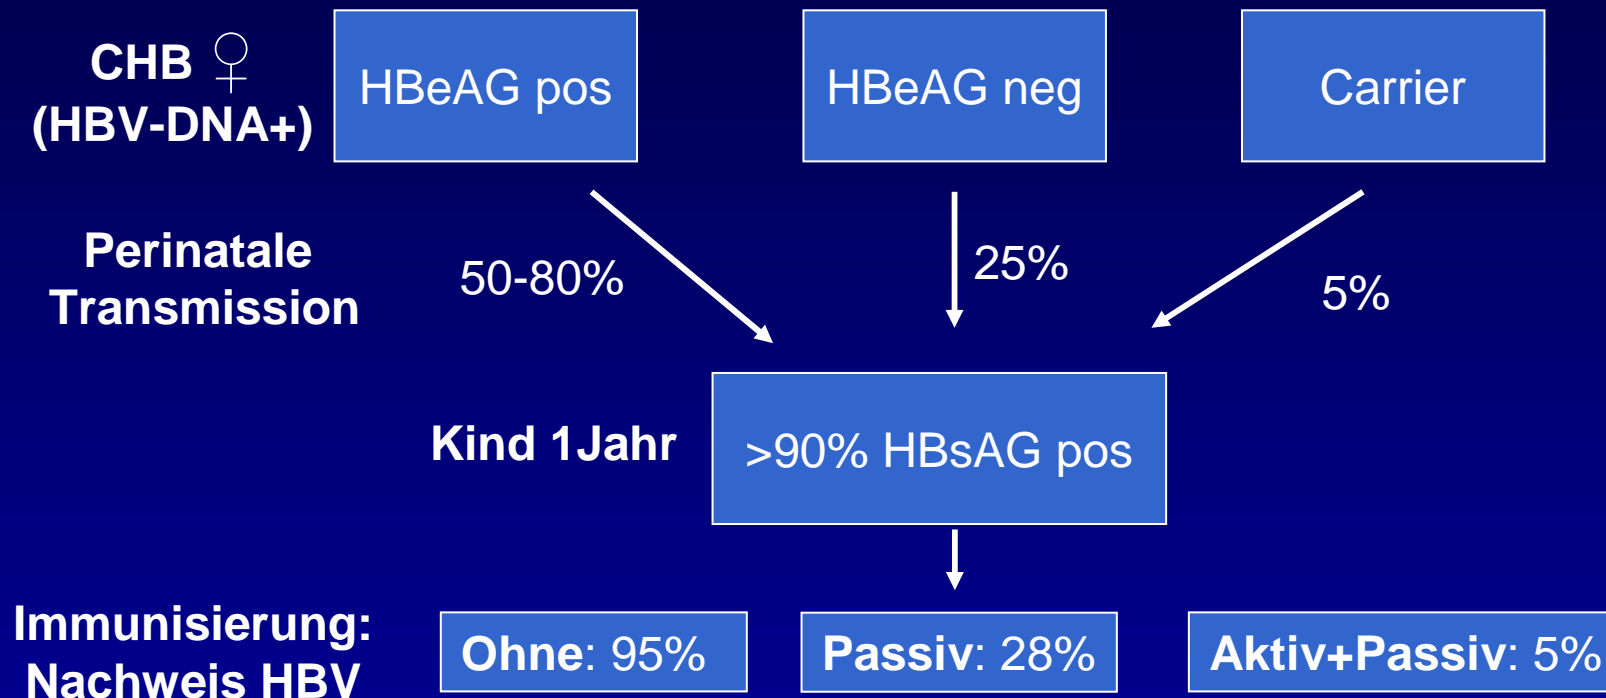 CHB ♀
(HBV-DNA+)
HBeAG pos
HBeAG neg
Carrier
Perinatale
Transmission
50-80%
25%
5%
Kind 1Jahr
>90% HBsAG pos
Immunisierung:
Nachweis HBV
Ohne: 95%
Passiv: 28%
Aktiv+Passiv: 5%